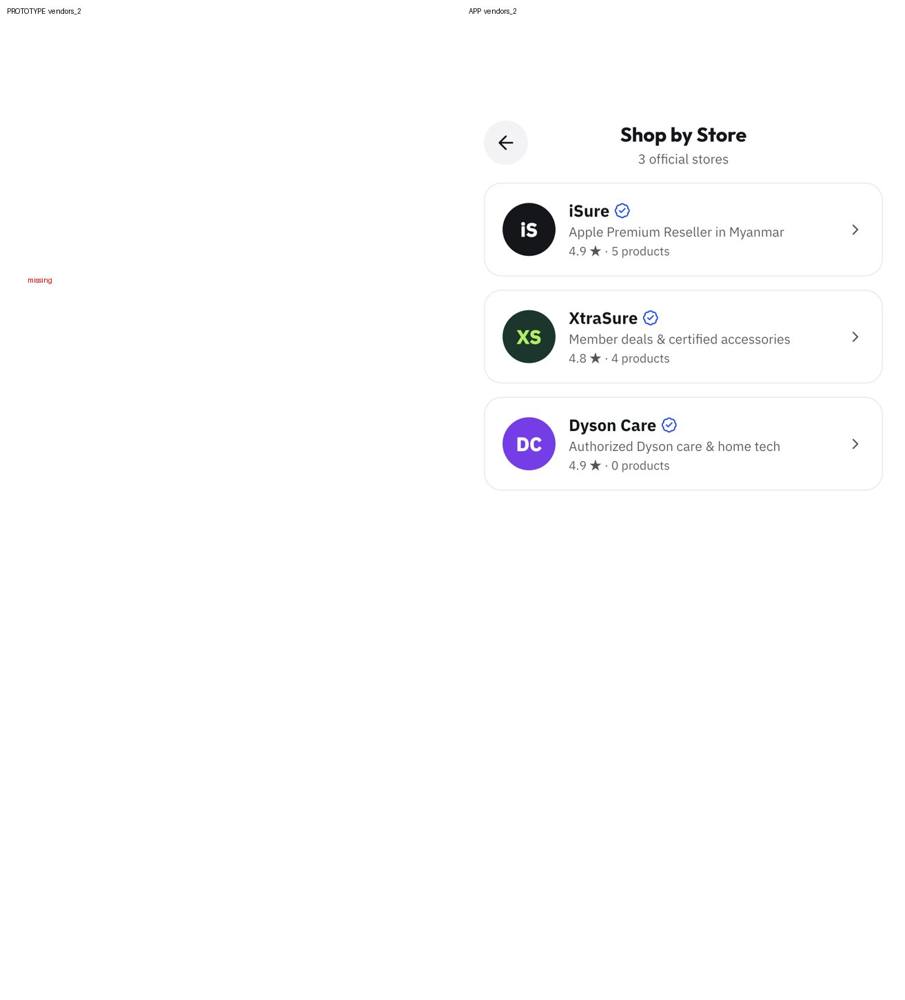 PROTOTYPE vendors_2
APP vendors_2
missing
Shop by Store
3 official stores
iS
iSure
Apple Premium Reseller in Myanmar
4.9 ★ · 5 products
XS
XtraSure
Member deals & certified accessories
4.8 ★ · 4 products
DC
Dyson Care
Authorized Dyson care & home tech
4.9 ★ · 0 products